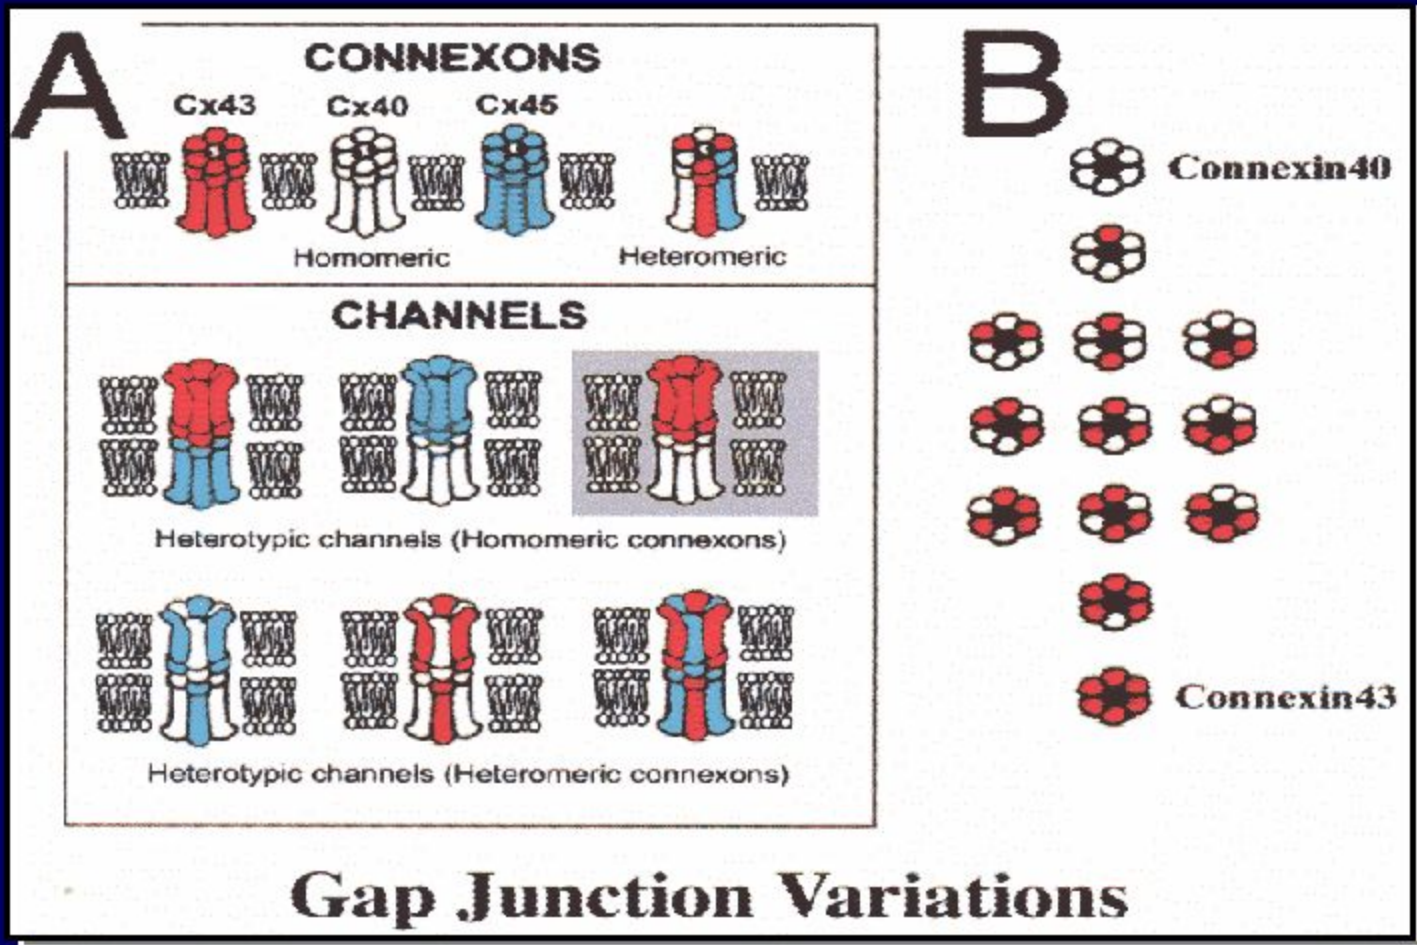 A
CONNEXONS
Cx43 Cx40 Cx45
Homomeric Heteromeric
CHANNELS
Heterotypic channels (Homomeric connexons)
Heterotypic channels (Heteromeric connexons)
B
Connexin40
Connexin43
Gap Junction Variations